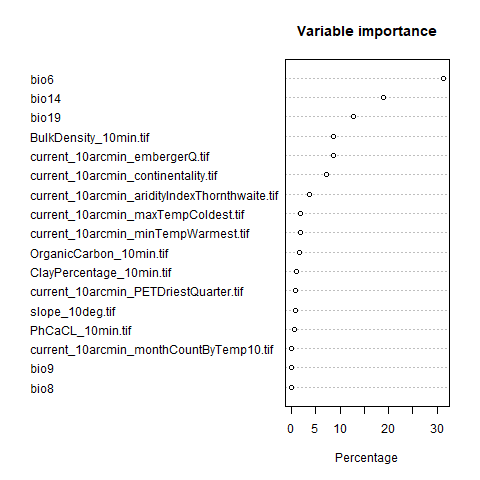 Variable importance
bio6
bio14
bio19
BulkDensity_10min.tif
current_10arcmin_embergerQ.tif
current_10arcmin_continentality.tif
current_10arcmin_aridityIndexThornthwaite.tif
current_10arcmin_maxTempColdest.tif
current_10arcmin_minTempWarmest.tif
OrganicCarbon_10min.tif
ClayPercentage_10min.tif
current_10arcmin_PETDriestQuarter.tif
slope_10deg.tif
PhCaCL_10min.tif
current_10arcmin_monthCountByTemp10.tif
bio9
bio8
0 5 10 20 30
Percentage